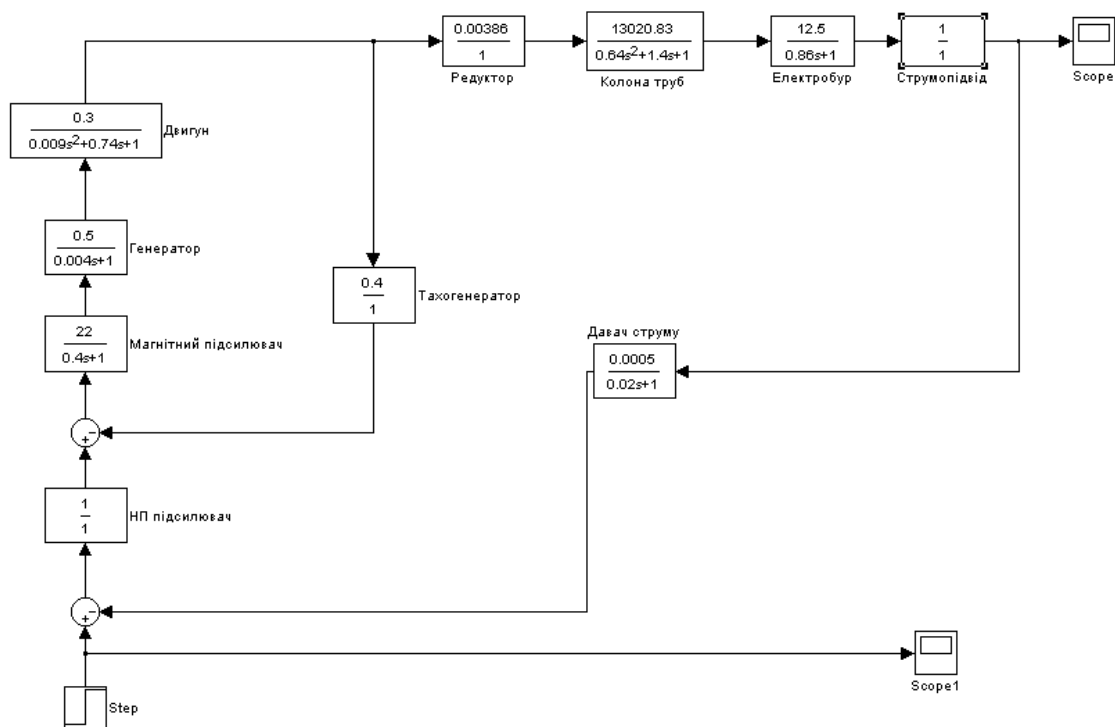 0.00386
1
Редуктор
13020.83
0.64s²+1.4s+1
Колона труб
12.5
0.86s+1
Електробур
1
1
Струмопідвід
Scope
0.3
0.009s²+0.74s+1
Двигун
0.5
0.004s+1
Генератор
0.4
1
Тахогенератор
22
0.4s+1
Магнітний підсилювач
Давач струму
0.0005
0.02s+1
1
1
НП підсилювач
Scope1
Step